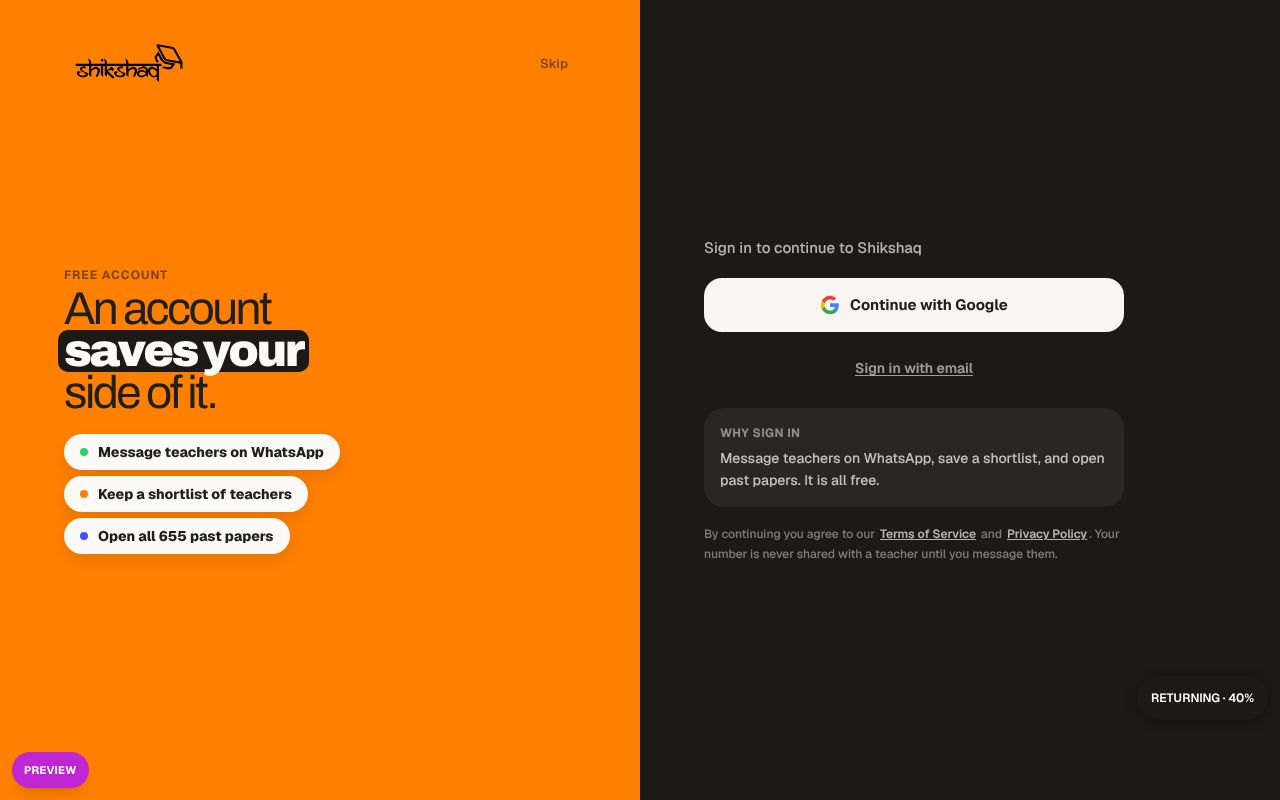 shikshaq
Skip
FREE ACCOUNT
An account
saves your
side of it.
Message teachers on WhatsApp
Keep a shortlist of teachers
Open all 655 past papers
Sign in to continue to Shikshaq
Continue with Google
Sign in with email
WHY SIGN IN
Message teachers on WhatsApp, save a shortlist, and open
past papers. It is all free.
By continuing you agree to our Terms of Service and Privacy Policy. Your
number is never shared with a teacher until you message them.
RETURNING · 40%
PREVIEW